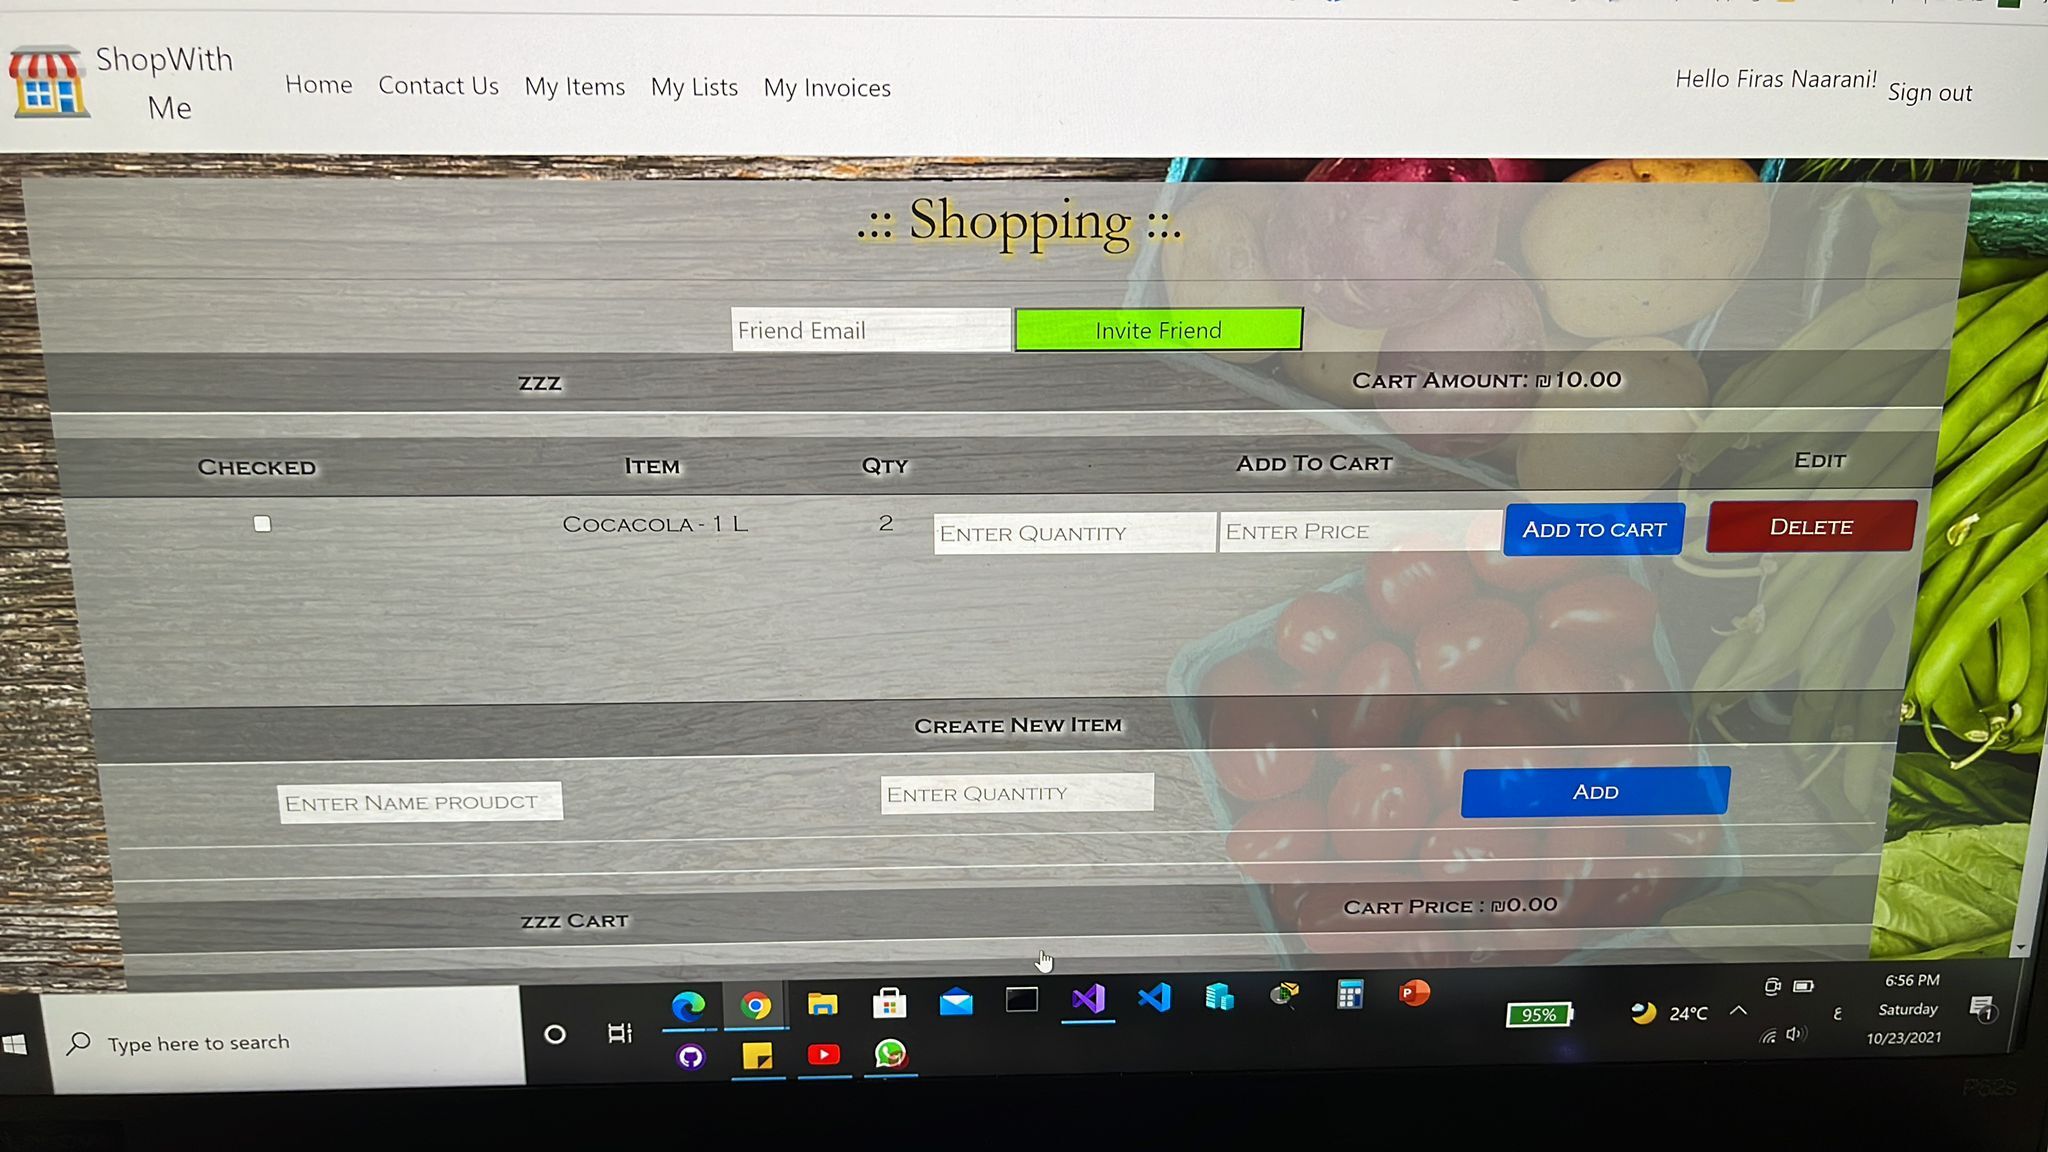 ShopWith
Me
Home Contact Us My Items My Lists My Invoices
Hello Firas Naarani! Sign out
.:: Shopping ::.
Friend Email Invite Friend
zzz Cart Amount: ₪10.00
Checked Item Qty Add To Cart Edit
Cocacola - 1 L 2 Enter Quantity Enter Price Add to cart Delete
Create New Item
Enter Name proudct Enter Quantity Add
zzz Cart Cart Price : ₪0.00
Type here to search
95%
24°C
ع
6:56 PM
Saturday
10/23/2021
1
P62s